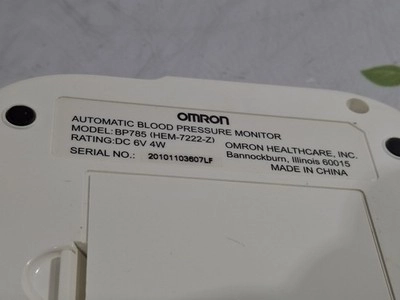 OMRON
AUTOMATIC BLOOD PRESSURE MONITOR
MODEL:BP785 (HEM-7222-Z)
RATING:DC 6V 4W
SERIAL NO.: 20101103607LF
OMRON HEALTHCARE, INC.
Bannockburn, Illinois 60015
MADE IN CHINA